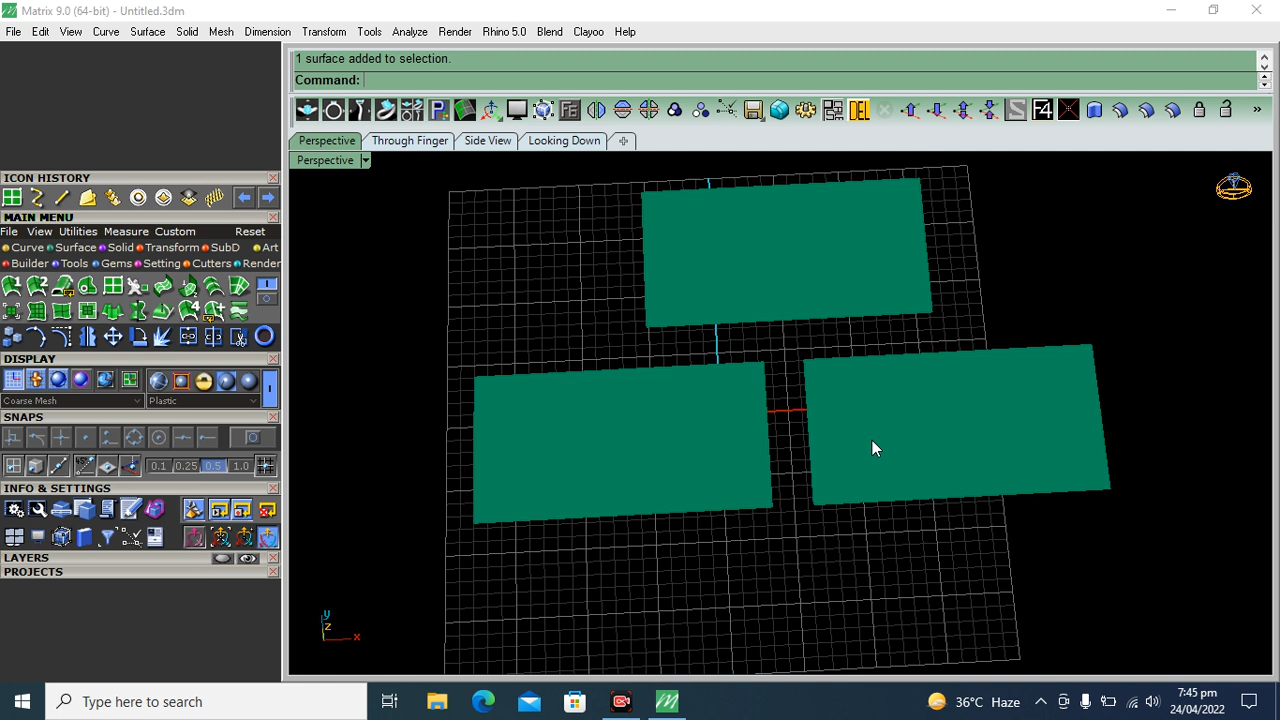 Matrix 9.0 (64-bit) - Untitled.3dm
File Edit View Curve Surface Solid Mesh Dimension Transform Tools Analyze Render Rhino 5.0 Blend Clayoo Help
1 surface added to selection.
Command:
DEL F4 »
Perspective Through Finger Side View Looking Down
Perspective
ICON HISTORY
MAIN MENU
File View Utilities Measure Custom Reset
Curve Surface Solid Transform SubD Art
Builder Tools Gems Setting Cutters Render
DISPLAY
Coarse Mesh Plastic
SNAPS
0.1 0.25 0.5 1.0
INFO & SETTINGS
LAYERS
PROJECTS
y
z
x
Type here to search
36°C Haze
7:45 pm
24/04/2022